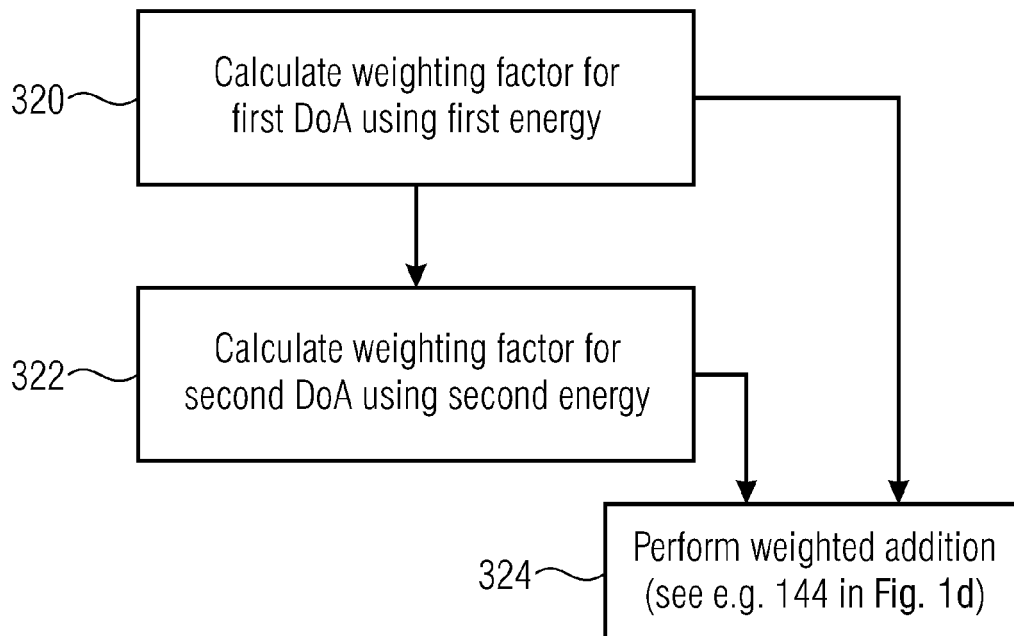 Calculate weighting factor for
first DoA using first energy
320
Calculate weighting factor for
second DoA using second energy
322
Perform weighted addition
(see e.g. 144 in Fig. 1d)
324